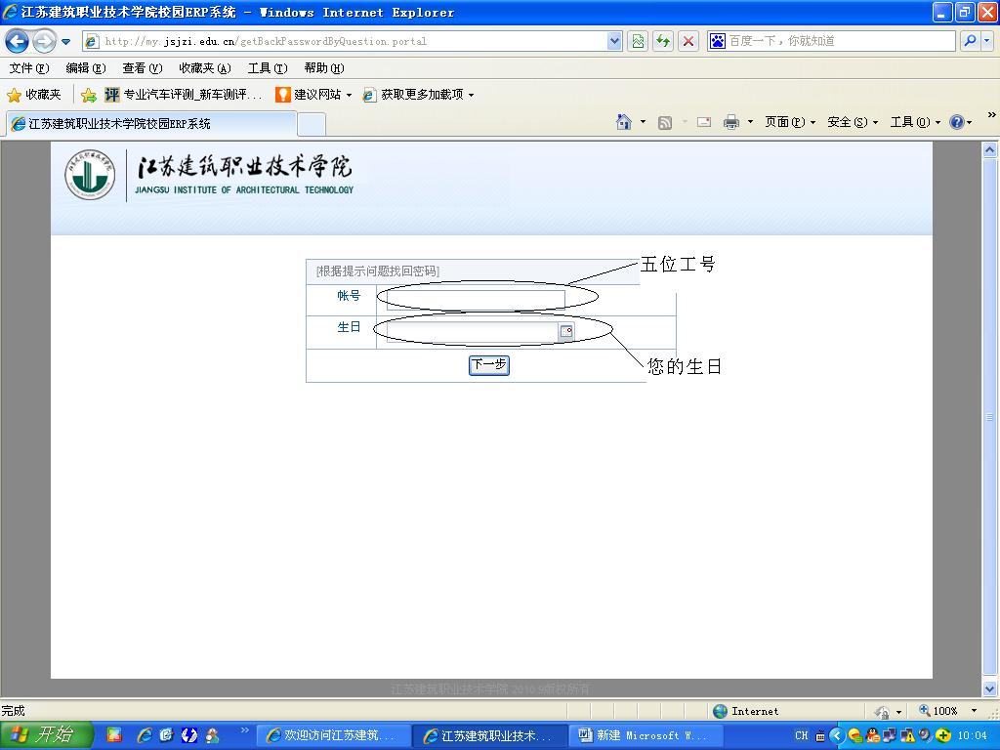 江苏建筑职业技术学院校园ERP系统 - Windows Internet Explorer
http://my.jsjzi.edu.cn/getBackPasswordByQuestion.portal
百度一下，你就知道
文件(F) 编辑(E) 查看(V) 收藏夹(A) 工具(T) 帮助(H)
收藏夹 评 专业汽车评测_新车测评... 建议网站 获取更多加载项
江苏建筑职业技术学院校园ERP系统
页面(P) 安全(S) 工具(O) »
江苏建筑职业技术学院
JIANGSU INSTITUTE OF ARCHITECTURAL TECHNOLOGY
[根据提示问题找回密码]
五位工号
帐号
生日
下一步
您的生日
江苏建筑职业技术学院 2010.9版权所有
完成
Internet
100%
开始 » 欢迎访问江苏建筑... 江苏建筑职业技术... 新建 Microsoft W... CH 10:04